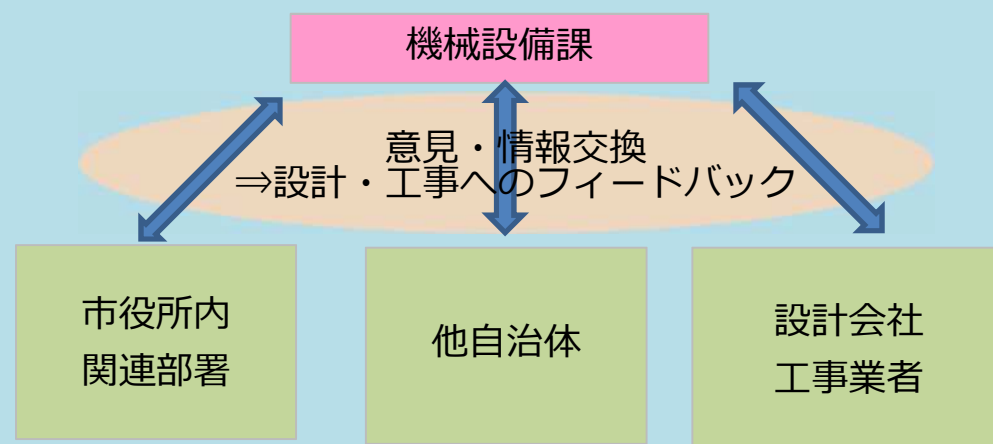 機械設備課
意見・情報交換
⇒設計・工事へのフィードバック
市役所内
関連部署
他自治体
設計会社
工事業者